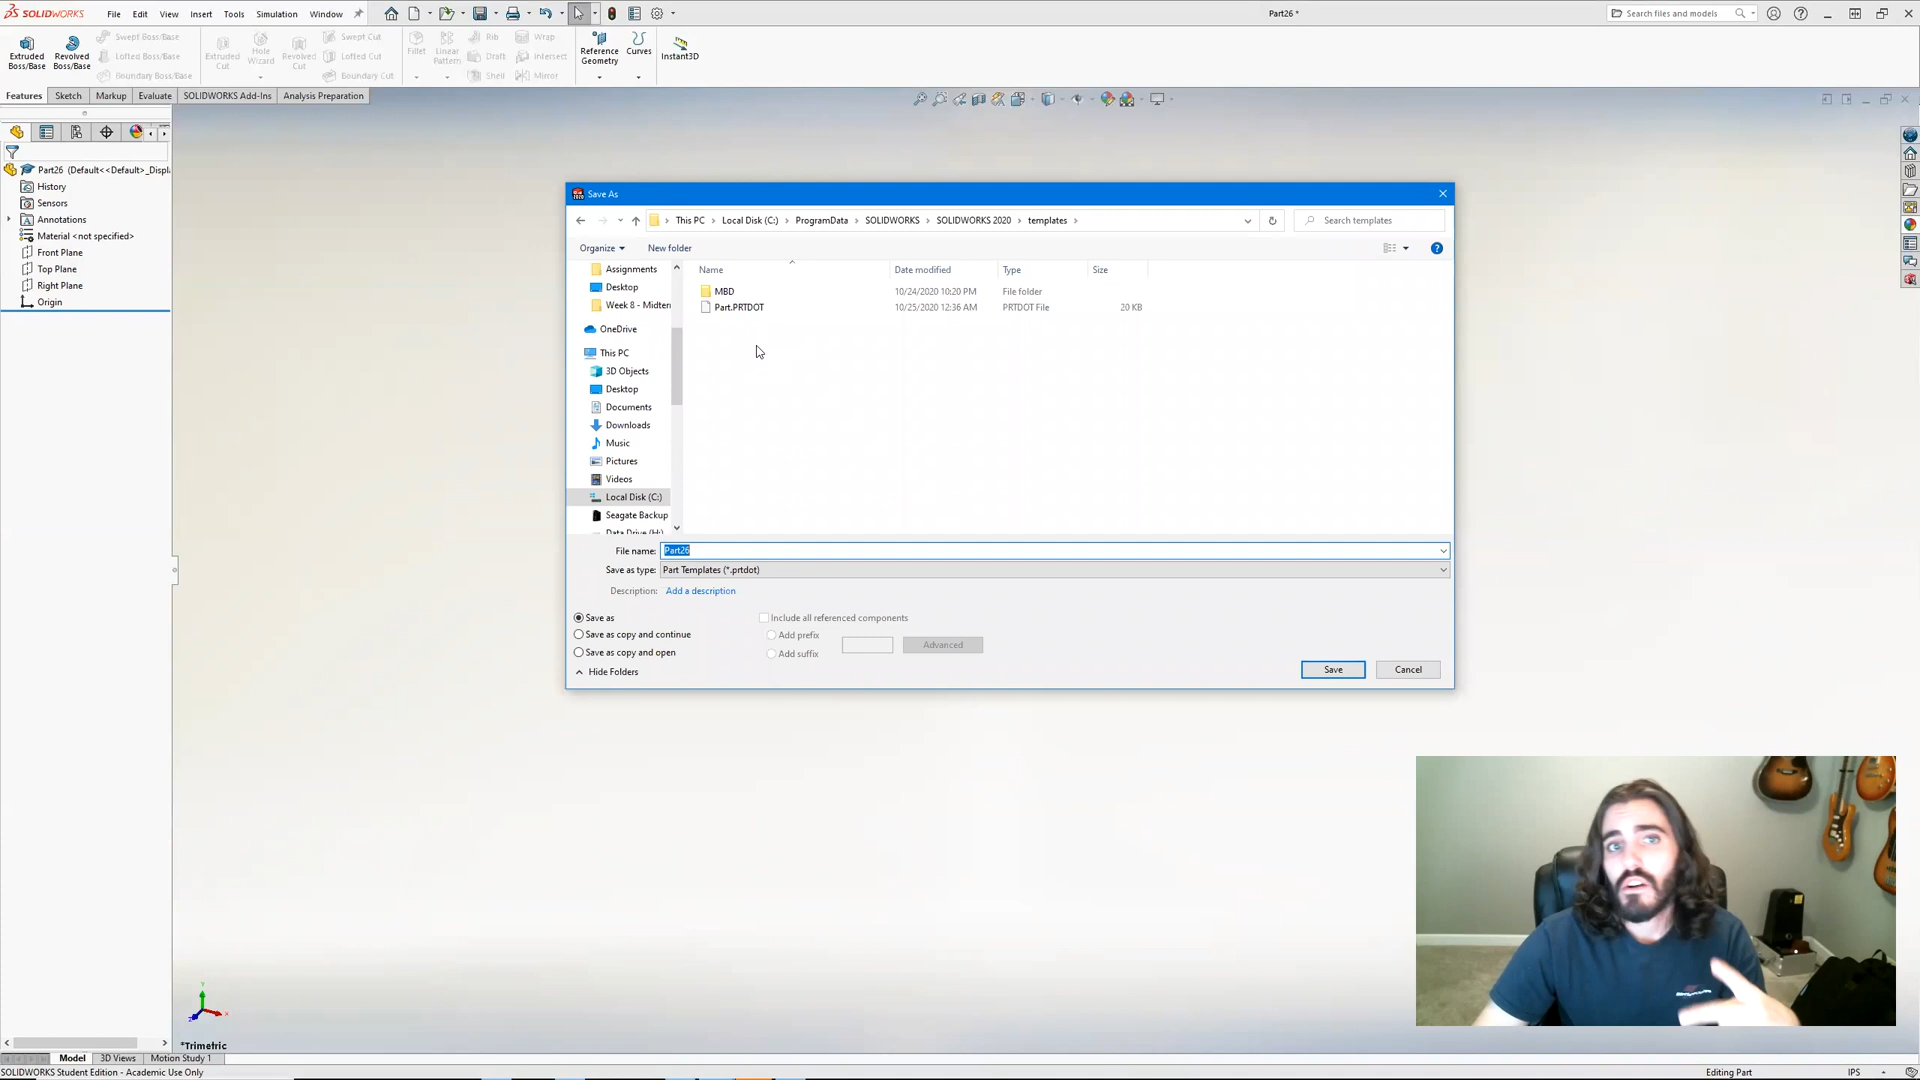 SOLIDWORKS File Edit View Insert Tools Simulation Window Part26 * Search files and models
Extruded Boss/Base
Revolved Boss/Base
Swept Boss/Base
Lofted Boss/Base
Boundary Boss/Base
Extruded Cut
Hole Wizard
Revolved Cut
Swept Cut
Lofted Cut
Boundary Cut
Fillet
Linear Pattern
Rib
Draft
Shell
Wrap
Intersect
Mirror
Reference Geometry
Curves
Instant3D
Features Sketch Markup Evaluate SOLIDWORKS Add-Ins Analysis Preparation
Part26 (Default<<Default>_Displ
History
Sensors
Annotations
Material <not specified>
Front Plane
Top Plane
Right Plane
Origin
Save As
This PC > Local Disk (C:) > ProgramData > SOLIDWORKS > SOLIDWORKS 2020 > templates > Search templates
Organize New folder
Assignments
Desktop
Week 8 - Midter
OneDrive
This PC
3D Objects
Desktop
Documents
Downloads
Music
Pictures
Videos
Local Disk (C:)
Seagate Backup
Data Drive (H:)
Name Date modified Type Size
MBD 10/24/2020 10:20 PM File folder
Part.PRTDOT 10/25/2020 12:36 AM PRTDOT File 20 KB
File name: Part26
Save as type: Part Templates (*.prtdot)
Description: Add a description
Save as
Save as copy and continue
Save as copy and open
Include all referenced components
Add prefix
Add suffix
Advanced
Hide Folders
Save Cancel
Y
X
Z
*Trimetric
Model 3D Views Motion Study 1
SOLIDWORKS Student Edition - Academic Use Only Editing Part IPS